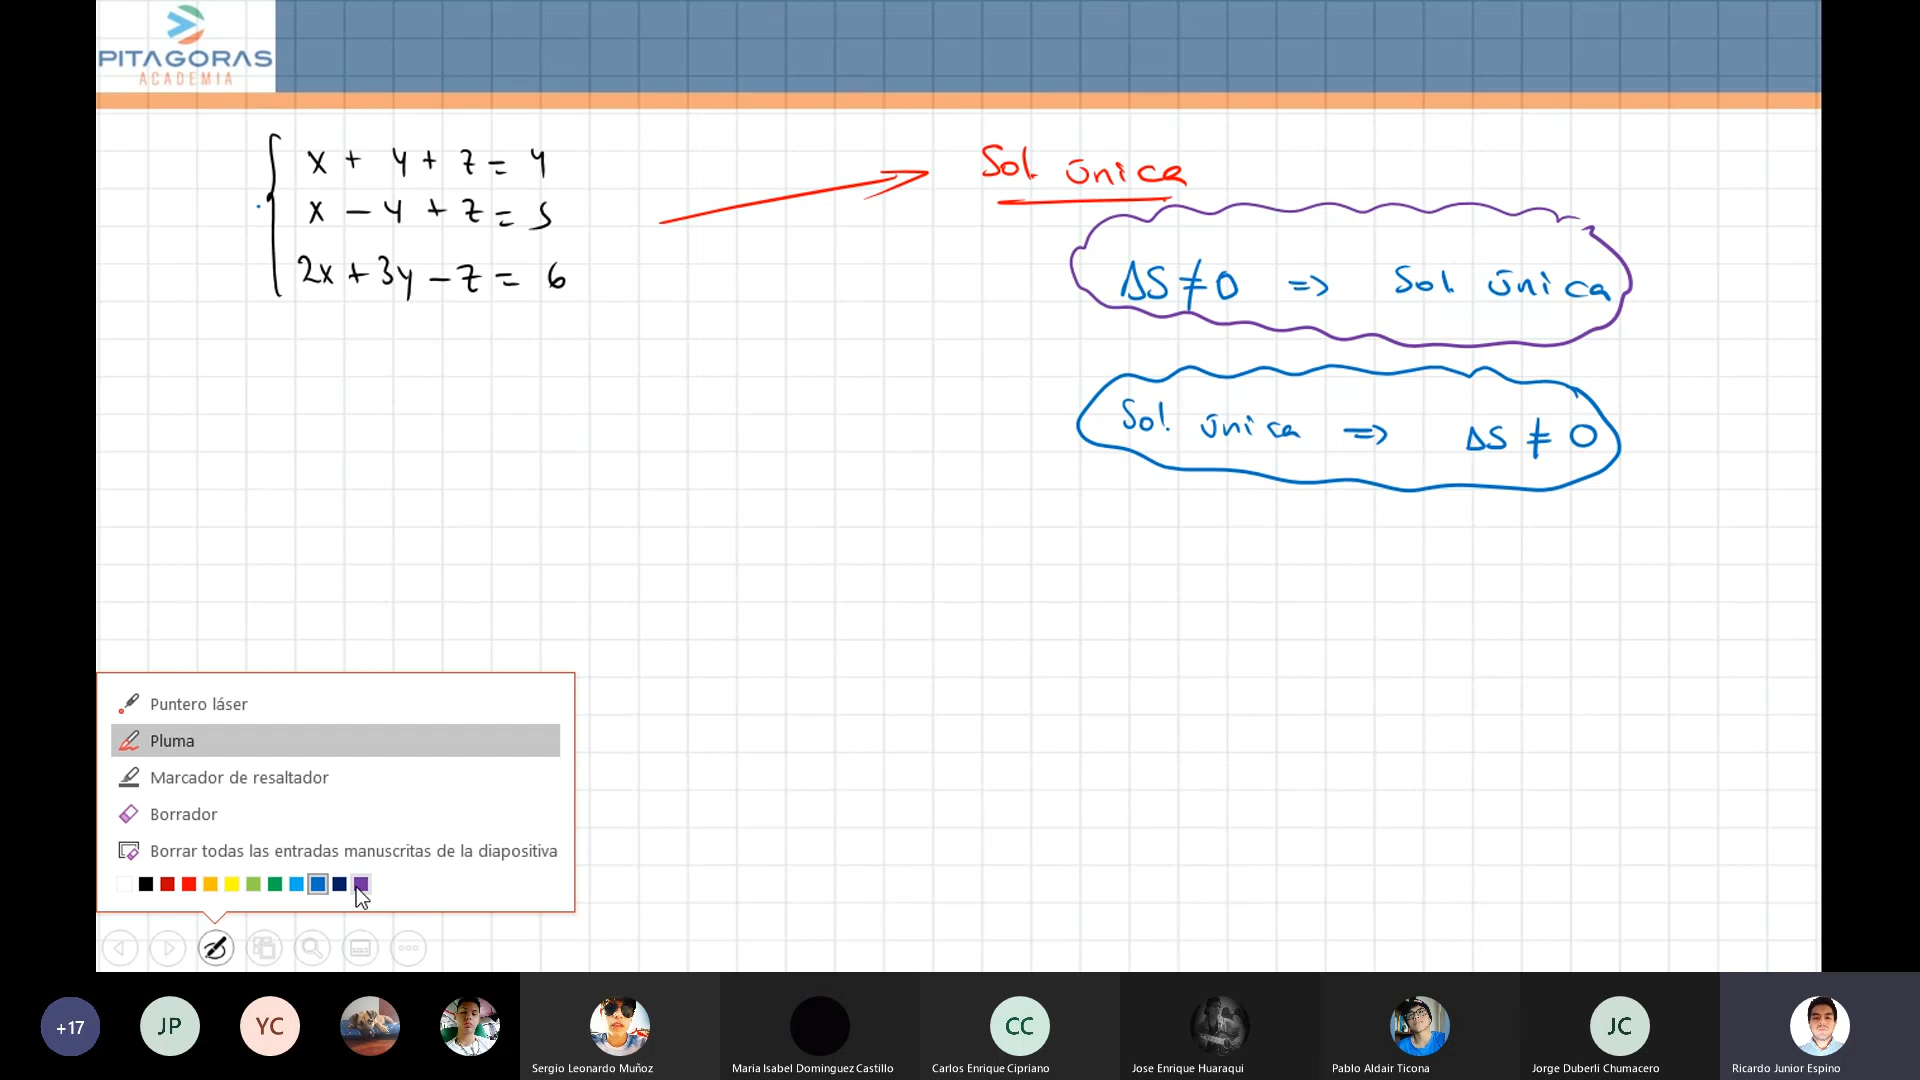 PITAGORAS
ACADEMIA
x + y + z = 4
x - y + z = 5
2x + 3y - z = 6
Sol. única
ΔS ≠ 0 => Sol única
Sol. única => ΔS ≠ 0
Puntero láser
Pluma
Marcador de resaltador
Borrador
Borrar todas las entradas manuscritas de la diapositiva
+17
JP
YC
CC
JC
Sergio Leonardo Muñoz
Maria Isabel Dominguez Castillo
Carlos Enrique Cipriano
Jose Enrique Huaraqui
Pablo Aldair Ticona
Jorge Duberli Chumacero
Ricardo Junior Espino